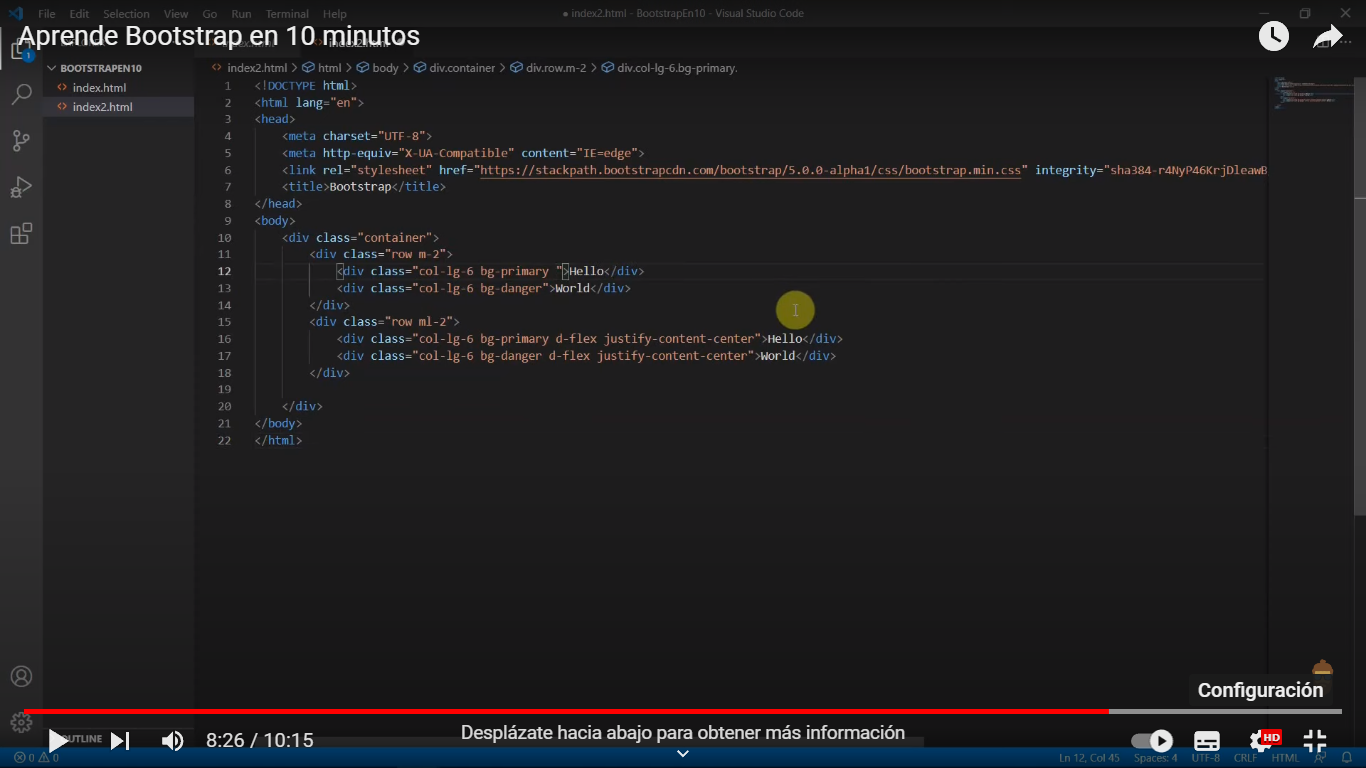 File Edit Selection View Go Run Terminal Help
● index2.html - BootstrapEn10 - Visual Studio Code
Aprende Bootstrap en 10 minutos
1
BOOTSTRAPEN10
index.html
index2.html
index2.html > html > body > div.container > div.row.m-2 > div.col-lg-6.bg-primary.
1 <!DOCTYPE html>
2 <html lang="en">
3 <head>
4 <meta charset="UTF-8">
5 <meta http-equiv="X-UA-Compatible" content="IE=edge">
6 <link rel="stylesheet" href="https://stackpath.bootstrapcdn.com/bootstrap/5.0.0-alpha1/css/bootstrap.min.css" integrity="sha384-r4NyP46KrjDleawB
7 <title>Bootstrap</title>
8 </head>
9 <body>
10 <div class="container">
11 <div class="row m-2">
12 <div class="col-lg-6 bg-primary ">Hello</div>
13 <div class="col-lg-6 bg-danger">World</div>
14 </div>
15 <div class="row ml-2">
16 <div class="col-lg-6 bg-primary d-flex justify-content-center">Hello</div>
17 <div class="col-lg-6 bg-danger d-flex justify-content-center">World</div>
18 </div>
19
20 </div>
21 </body>
22 </html>
Configuración
OUTLINE
8:26 / 10:15
Desplázate hacia abajo para obtener más información
HD
0 0
Ln 12, Col 45 Spaces: 4 UTF-8 CRLF HTML